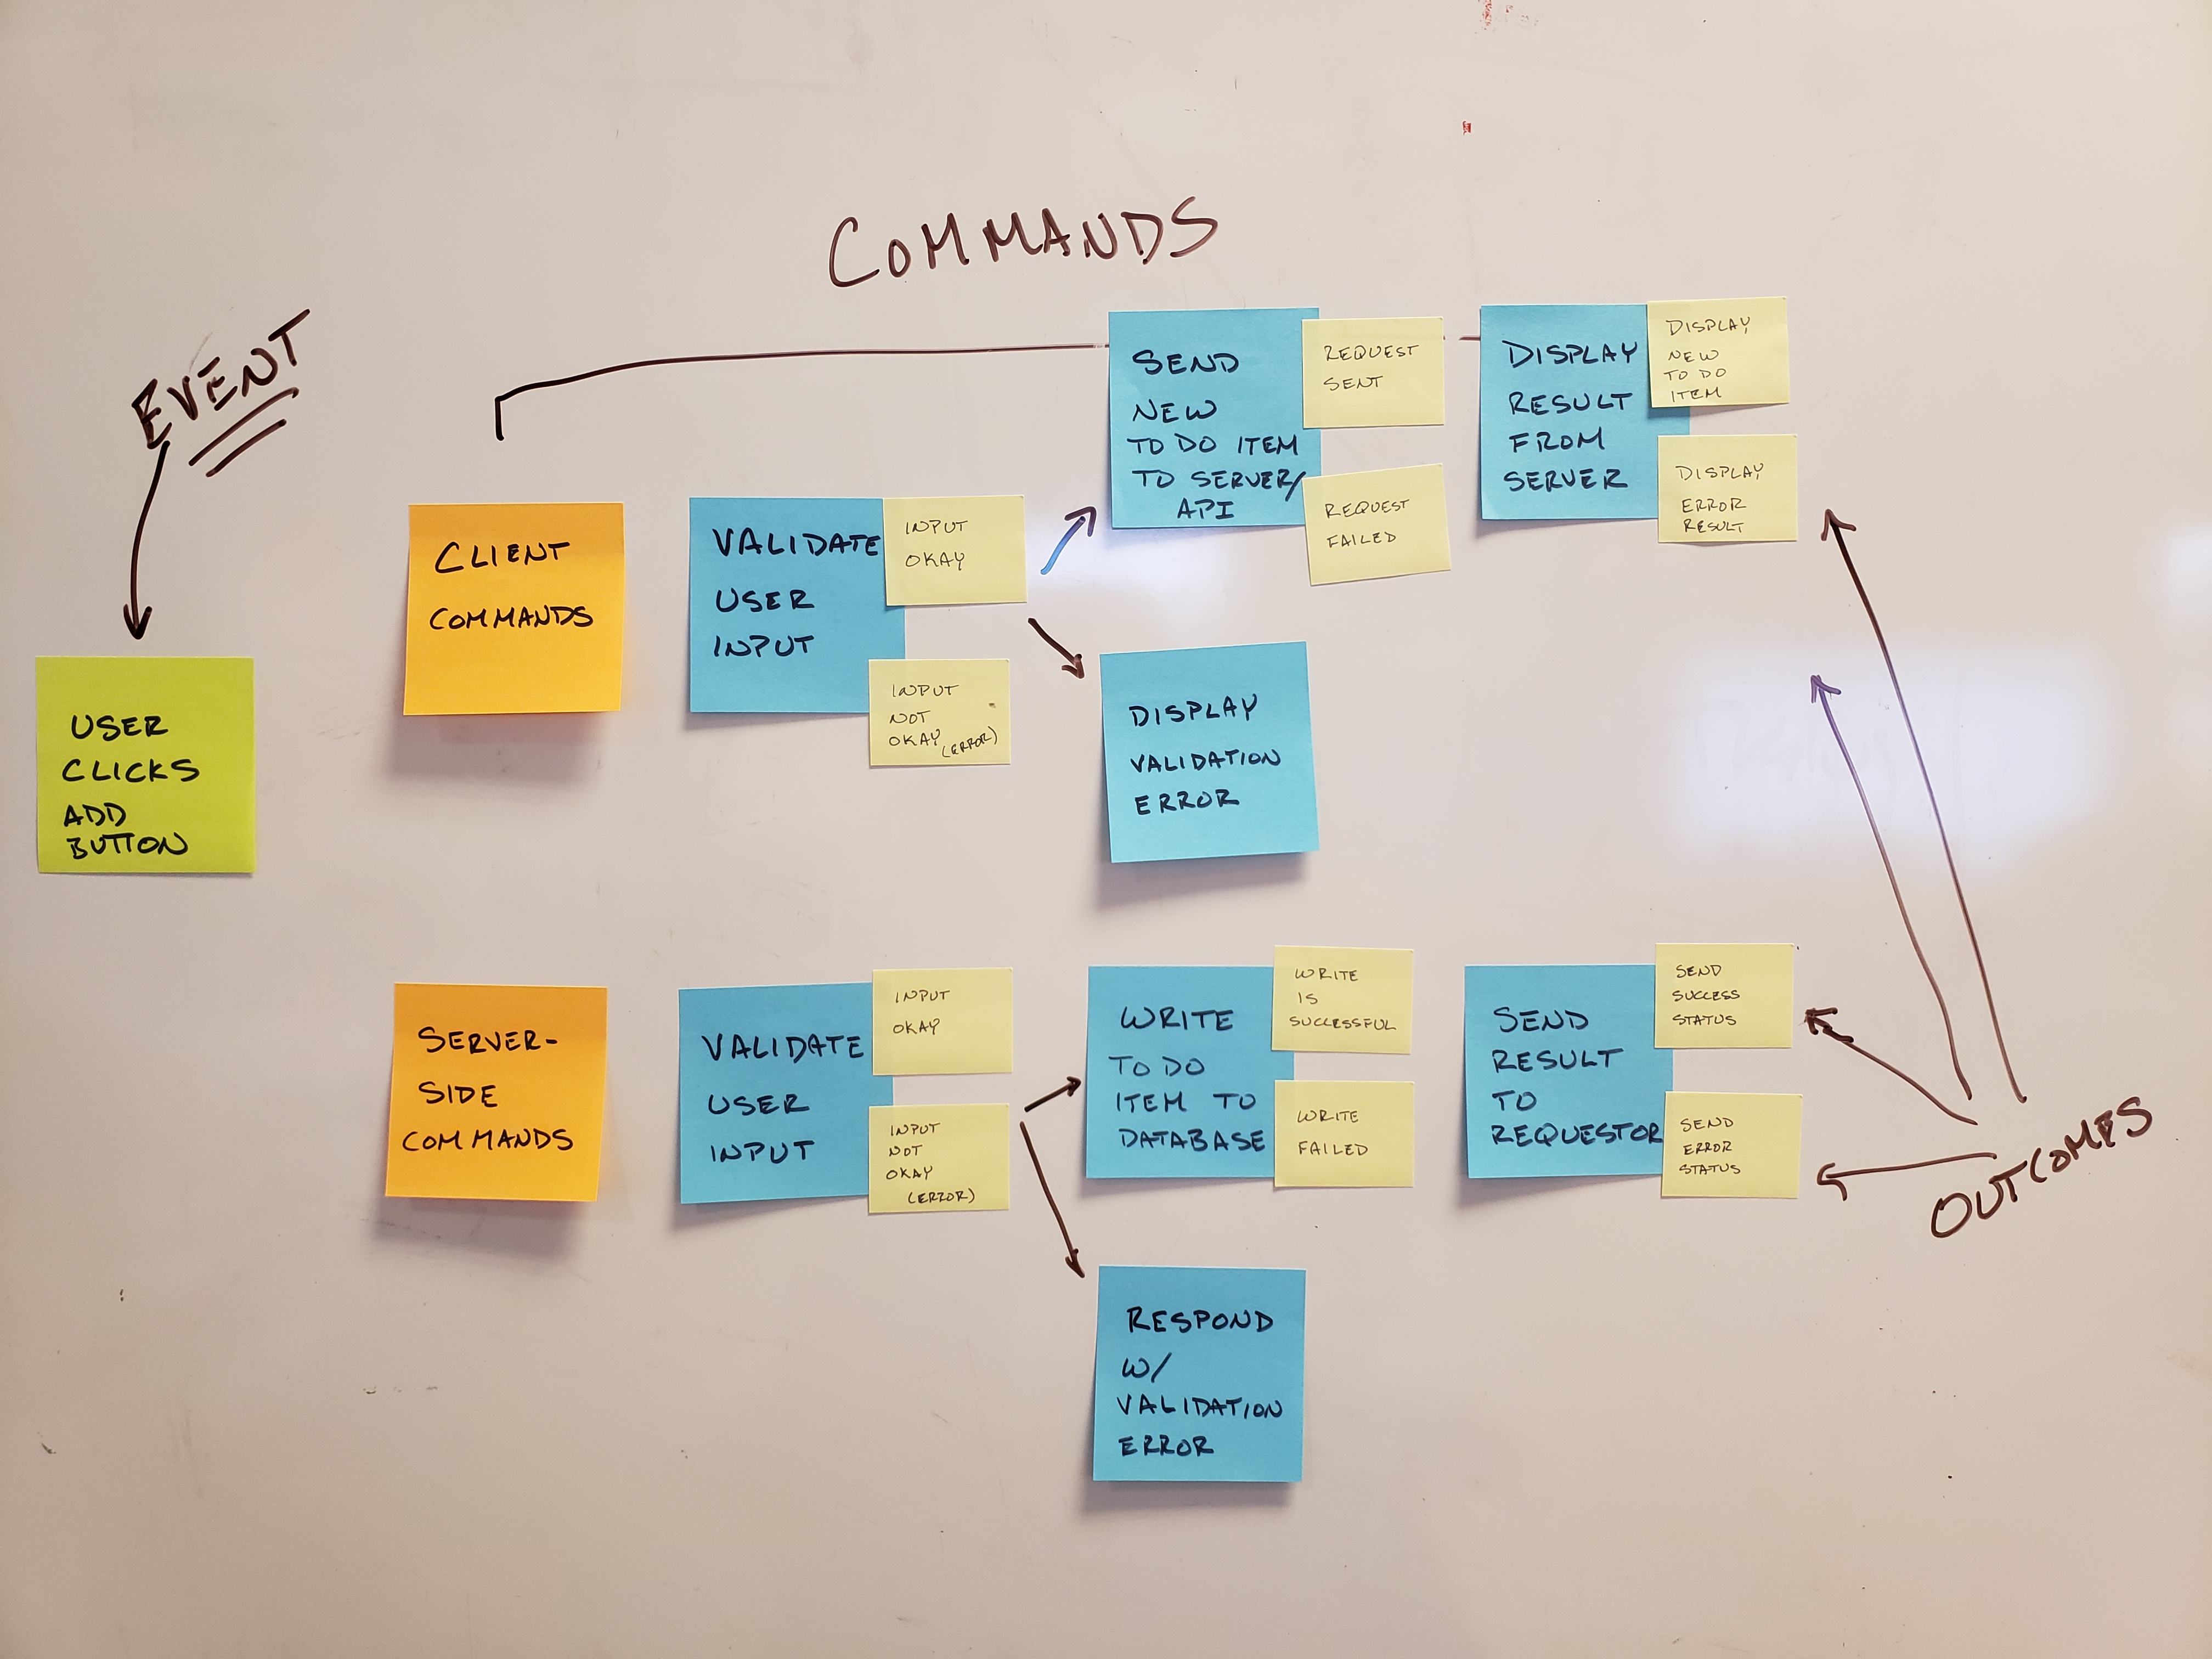 COMMANDS
EVENT
USER
CLICKS
ADD
BUTTON
CLIENT
COMMANDS
VALIDATE
USER
INPUT
INPUT
OKAY
INPUT
NOT
OKAY (ERROR)
SEND
NEW
TO DO ITEM
TO SERVER/
API
REQUEST
SENT
REQUEST
FAILED
DISPLAY
RESULT
FROM
SERVER
DISPLAY
NEW
TO DO
ITEM
DISPLAY
ERROR
RESULT
DISPLAY
VALIDATION
ERROR
SERVER-
SIDE
COMMANDS
VALIDATE
USER
INPUT
INPUT
OKAY
INPUT
NOT
OKAY
(ERROR)
WRITE
TO DO
ITEM TO
DATABASE
WRITE
IS
SUCCESSFUL
WRITE
FAILED
SEND
RESULT
TO
REQUESTOR
SEND
SUCCESS
STATUS
SEND
ERROR
STATUS
OUTCOMES
RESPOND
W/
VALIDATION
ERROR